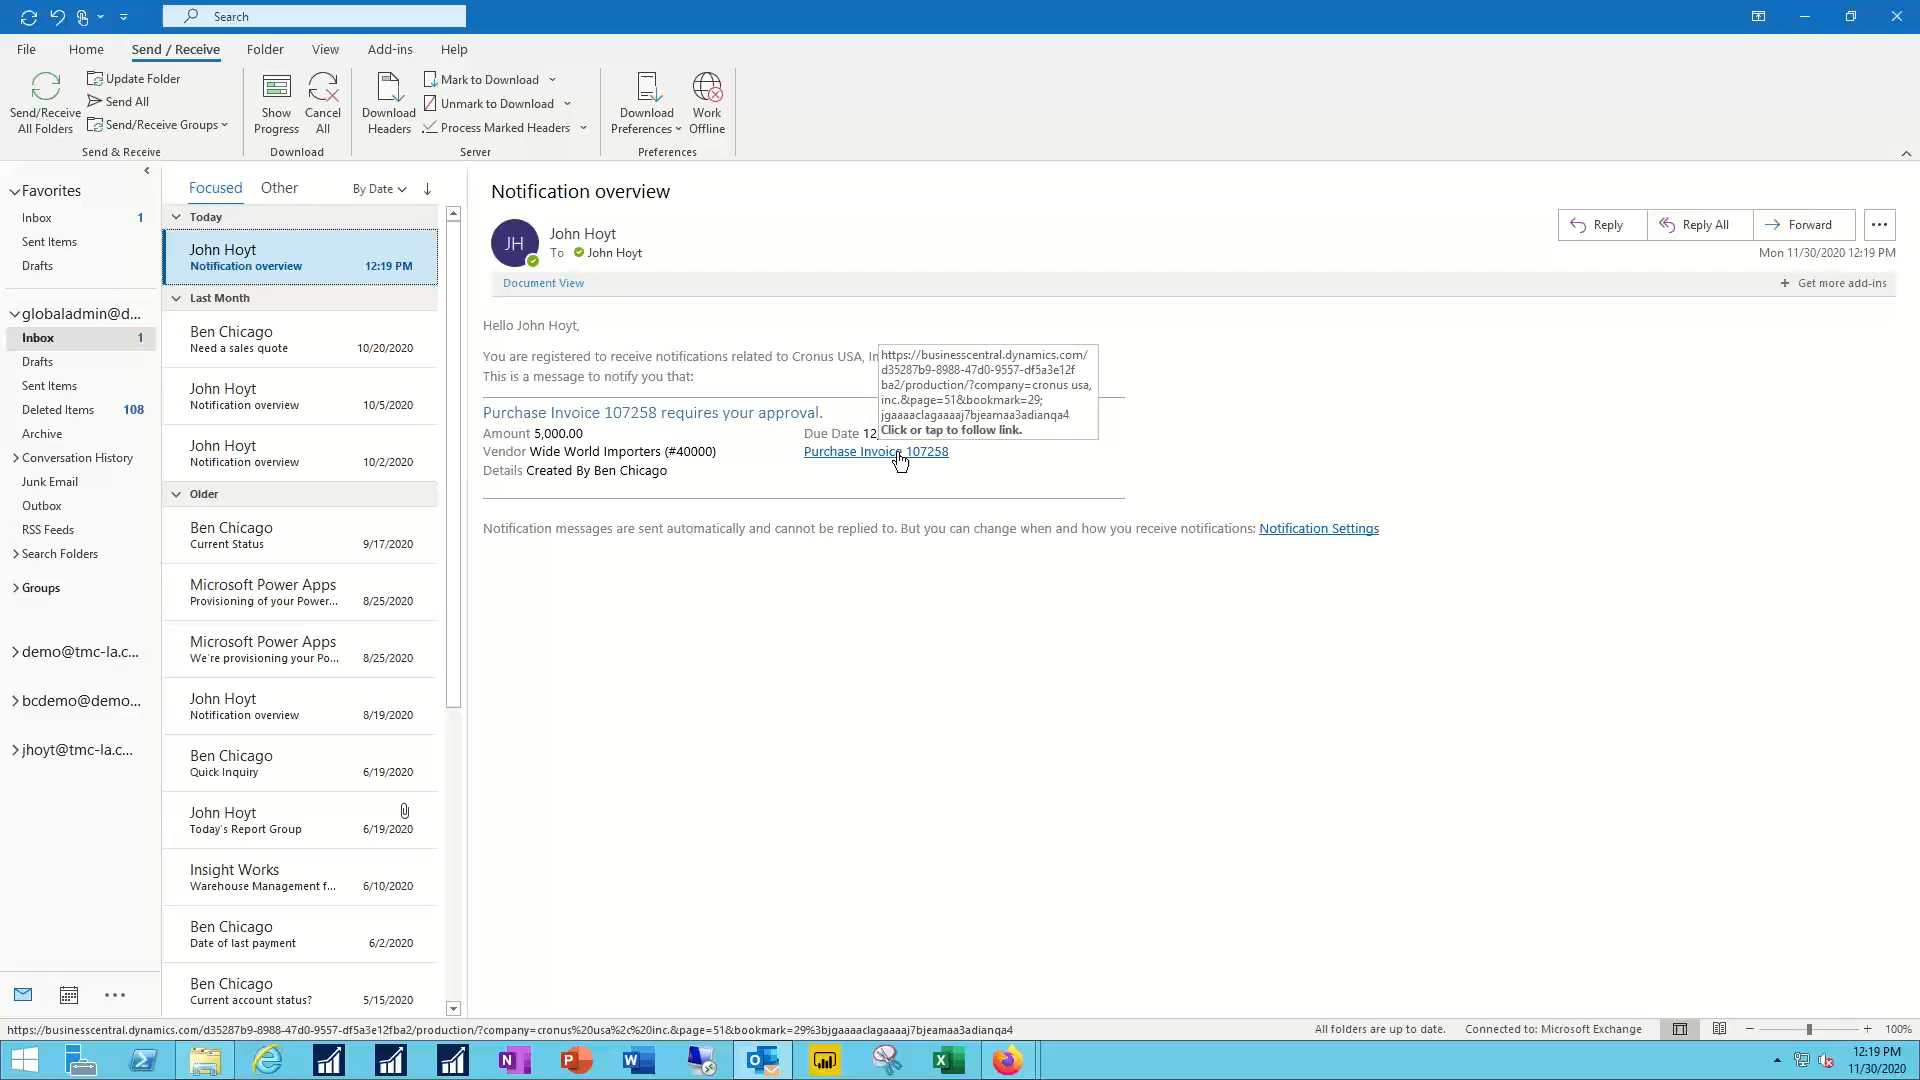 Search
File Home Send / Receive Folder View Add-ins Help
Send/Receive
All Folders
Update Folder
Send All
Send/Receive Groups
Send & Receive
Show
Progress
Cancel
All
Download
Download
Headers
Mark to Download
Unmark to Download
Process Marked Headers
Server
Download
Preferences
Work
Offline
Preferences
Favorites
Inbox 1
Sent Items
Drafts
globaladmin@d...
Inbox 1
Drafts
Sent Items
Deleted Items 108
Archive
Conversation History
Junk Email
Outbox
RSS Feeds
Search Folders
Groups
demo@tmc-la.c...
bcdemo@demo...
jhoyt@tmc-la.c...
Focused Other By Date
Today
John Hoyt
Notification overview 12:19 PM
Last Month
Ben Chicago
Need a sales quote 10/20/2020
John Hoyt
Notification overview 10/5/2020
John Hoyt
Notification overview 10/2/2020
Older
Ben Chicago
Current Status 9/17/2020
Microsoft Power Apps
Provisioning of your Power... 8/25/2020
Microsoft Power Apps
We're provisioning your Po... 8/25/2020
John Hoyt
Notification overview 8/19/2020
Ben Chicago
Quick Inquiry 6/19/2020
John Hoyt
Today's Report Group 6/19/2020
Insight Works
Warehouse Management f... 6/10/2020
Ben Chicago
Date of last payment 6/2/2020
Ben Chicago
Current account status? 5/15/2020
Notification overview
JH
John Hoyt
To John Hoyt
Reply Reply All Forward
Mon 11/30/2020 12:19 PM
Document View
+ Get more add-ins
Hello John Hoyt,
You are registered to receive notifications related to Cronus USA, In
This is a message to notify you that:
https://businesscentral.dynamics.com/
d35287b9-8988-47d0-9557-df5a3e12f
ba2/production/?company=cronus usa,
inc.&page=51&bookmark=29;
jgaaaaclagaaaaj7bjeamaa3adianqa4
Click or tap to follow link.
Purchase Invoice 107258 requires your approval.
Amount 5,000.00 Due Date 12,
Vendor Wide World Importers (#40000) Purchase Invoice 107258
Details Created By Ben Chicago
Notification messages are sent automatically and cannot be replied to. But you can change when and how you receive notifications: Notification Settings
https://businesscentral.dynamics.com/d35287b9-8988-47d0-9557-df5a3e12fba2/production/?company=cronus%20usa%2c%20inc.&page=51&bookmark=29%3bjgaaaaclagaaaaj7bjeamaa3adianqa4
All folders are up to date. Connected to: Microsoft Exchange 100%
12:19 PM
11/30/2020